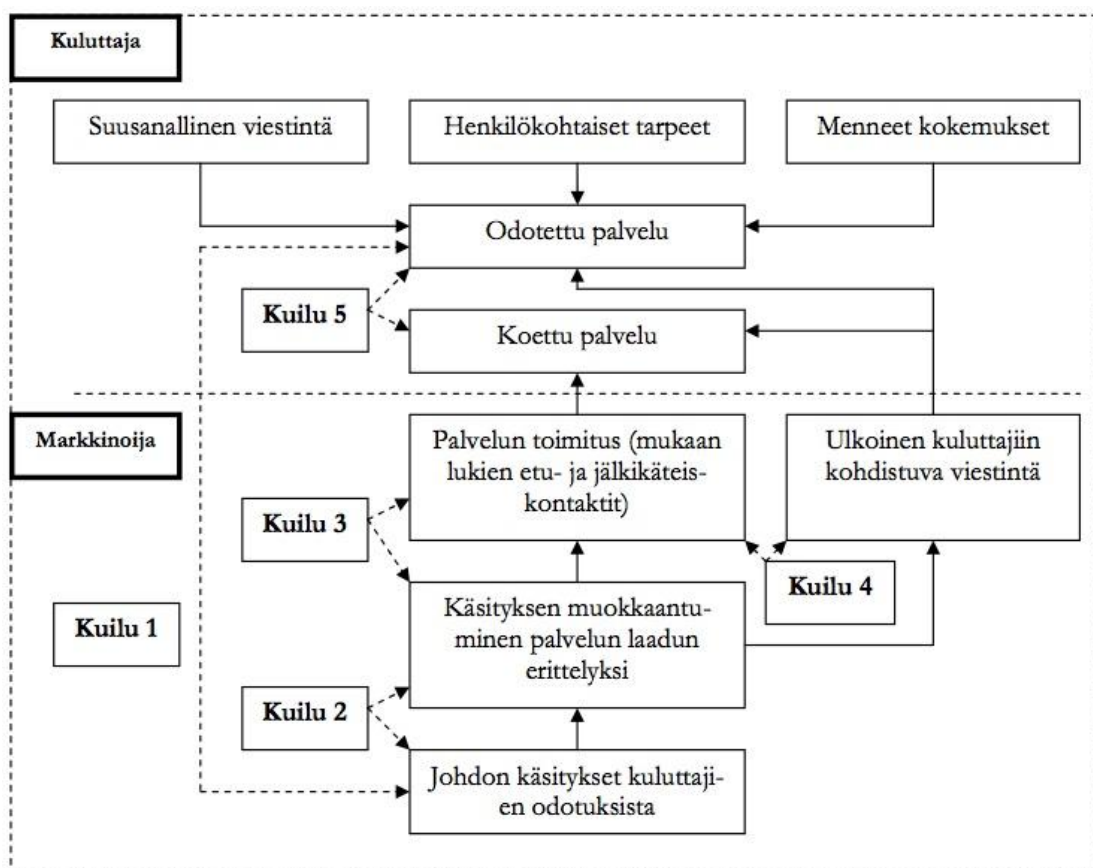 Kuluttaja
Suusanallinen viestintä
Henkilökohtaiset tarpeet
Menneet kokemukset
Odotettu palvelu
Kuilu 5
Koettu palvelu
Markkinoija
Palvelun toimitus (mukaan
lukien etu- ja jälkikäteis-
kontaktit)
Ulkoinen kuluttajiin
kohdistuva viestintä
Kuilu 3
Kuilu 4
Kuilu 1
Käsityksen muokkaantu-
minen palvelun laadun
erittelyksi
Kuilu 2
Johdon käsitykset kuluttaji-
en odotuksista